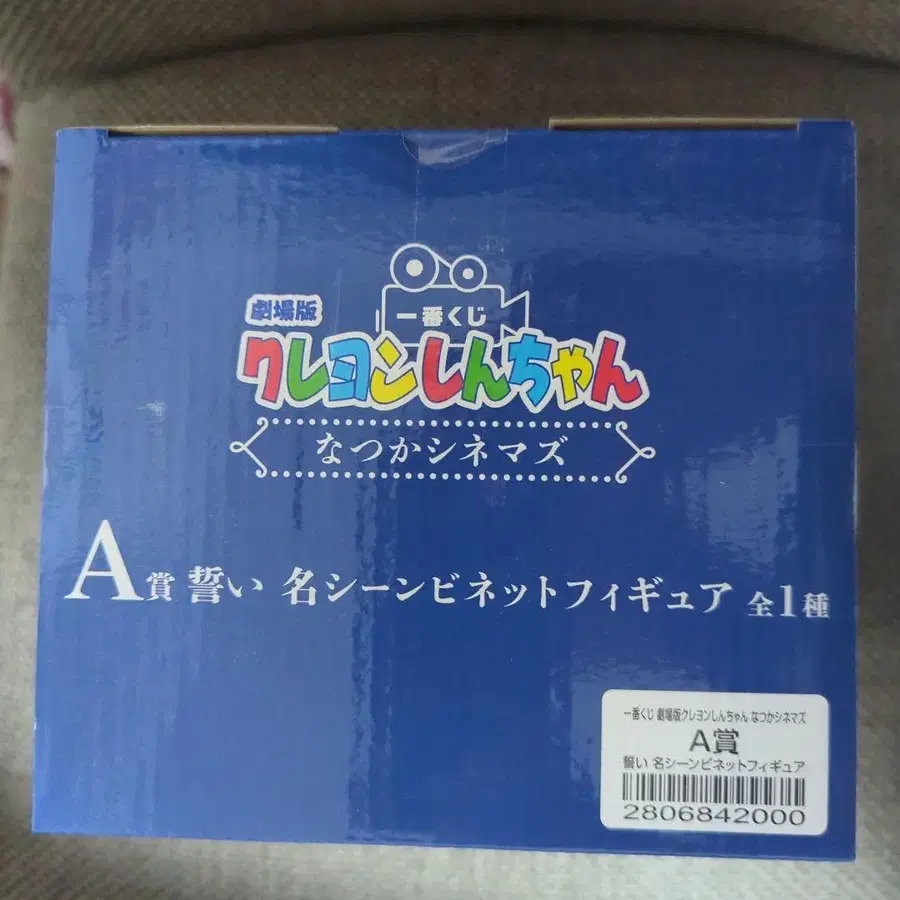 一番くじ
劇場版
クレヨンしんちゃん
なつかシネマズ
A賞 誓い 名シーンビネットフィギュア 全1種
一番くじ 劇場版クレヨンしんちゃん なつかシネマズ
A賞
誓い 名シーンビネットフィギュア
2806842000